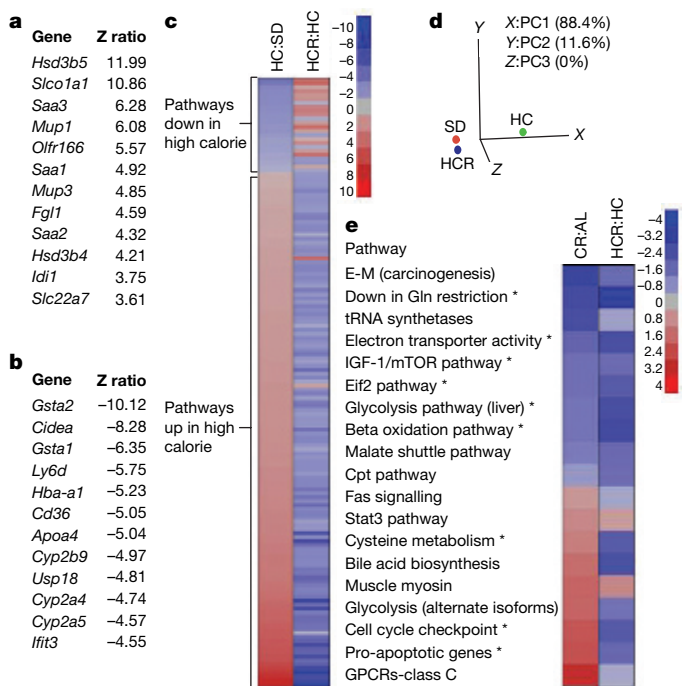 a
Gene Z ratio
Hsd3b5 11.99
Slco1a1 10.86
Saa3 6.28
Mup1 6.08
Olfr166 5.57
Saa1 4.92
Mup3 4.85
Fgl1 4.59
Saa2 4.32
Hsd3b4 4.21
Idi1 3.75
Slc22a7 3.61
b
Gene Z ratio
Gsta2 −10.12
Cidea −8.28
Gsta1 −6.35
Ly6d −5.75
Hba-a1 −5.23
Cd36 −5.05
Apoa4 −5.04
Cyp2b9 −4.97
Usp18 −4.81
Cyp2a4 −4.74
Cyp2a5 −4.57
Ifit3 −4.55
c
HC:SD
HCR:HC
−10
−8
−6
−4
−2
0
2
4
6
8
10
Pathways
down in
high calorie
Pathways
up in high
calorie
d
X:PC1 (88.4%)
Y:PC2 (11.6%)
Z:PC3 (0%)
Y
SD
HC
X
HCR
Z
e
CR:AL
HCR:HC
−4
−3.2
−2.4
−1.6
−0.8
0
0.8
1.6
2.4
3.2
4
Pathway
E-M (carcinogenesis)
Down in Gln restriction *
tRNA synthetases
Electron transporter activity *
IGF-1/mTOR pathway *
Eif2 pathway *
Glycolysis pathway (liver) *
Beta oxidation pathway *
Malate shuttle pathway
Cpt pathway
Fas signalling
Stat3 pathway
Cysteine metabolism *
Bile acid biosynthesis
Muscle myosin
Glycolysis (alternate isoforms)
Cell cycle checkpoint *
Pro-apoptotic genes *
GPCRs-class C